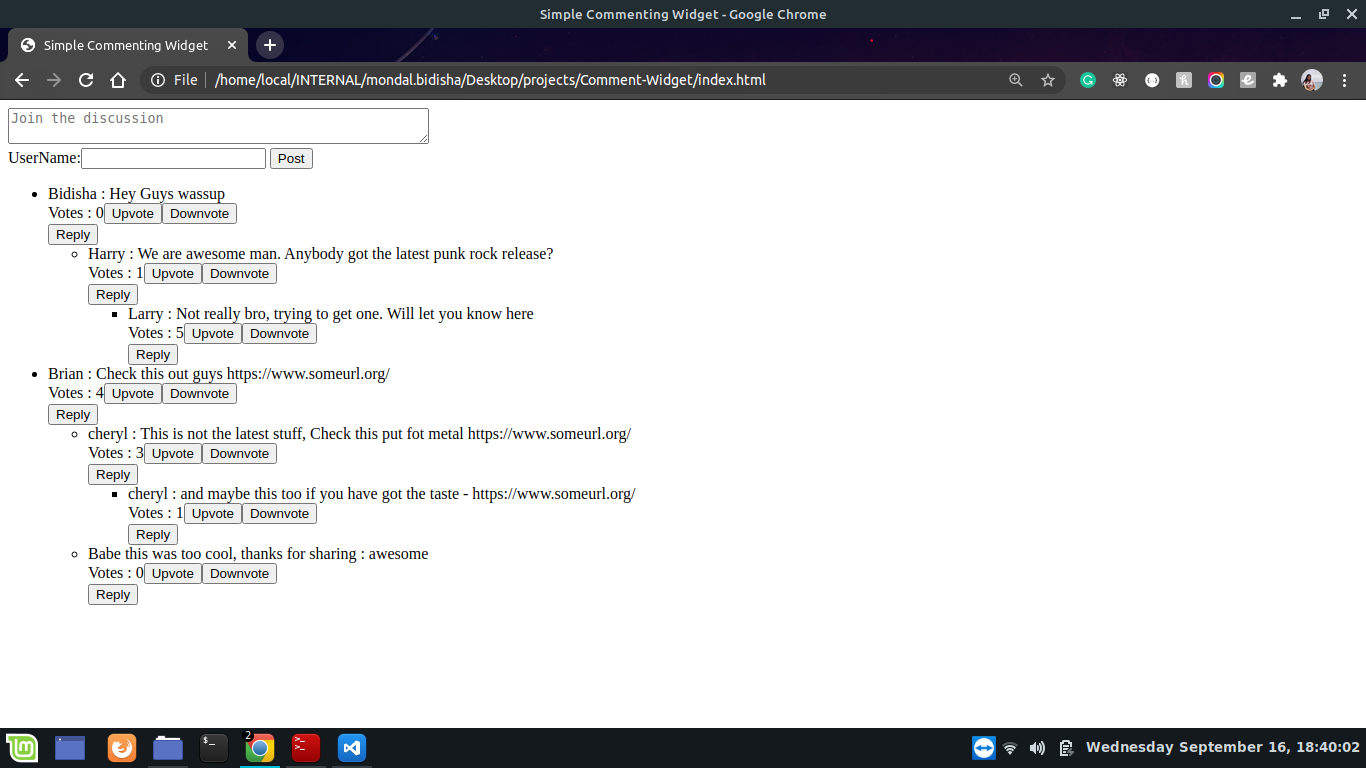 Simple Commenting Widget - Google Chrome
Simple Commenting Widget
File /home/local/INTERNAL/mondal.bidisha/Desktop/projects/Comment-Widget/index.html
Join the discussion
UserName: Post
Bidisha : Hey Guys wassup
Votes : 0 Upvote Downvote
Reply
Harry : We are awesome man. Anybody got the latest punk rock release?
Votes : 1 Upvote Downvote
Reply
Larry : Not really bro, trying to get one. Will let you know here
Votes : 5 Upvote Downvote
Reply
Brian : Check this out guys https://www.someurl.org/
Votes : 4 Upvote Downvote
Reply
cheryl : This is not the latest stuff, Check this put fot metal https://www.someurl.org/
Votes : 3 Upvote Downvote
Reply
cheryl : and maybe this too if you have got the taste - https://www.someurl.org/
Votes : 1 Upvote Downvote
Reply
Babe this was too cool, thanks for sharing : awesome
Votes : 0 Upvote Downvote
Reply
2
Wednesday September 16, 18:40:02